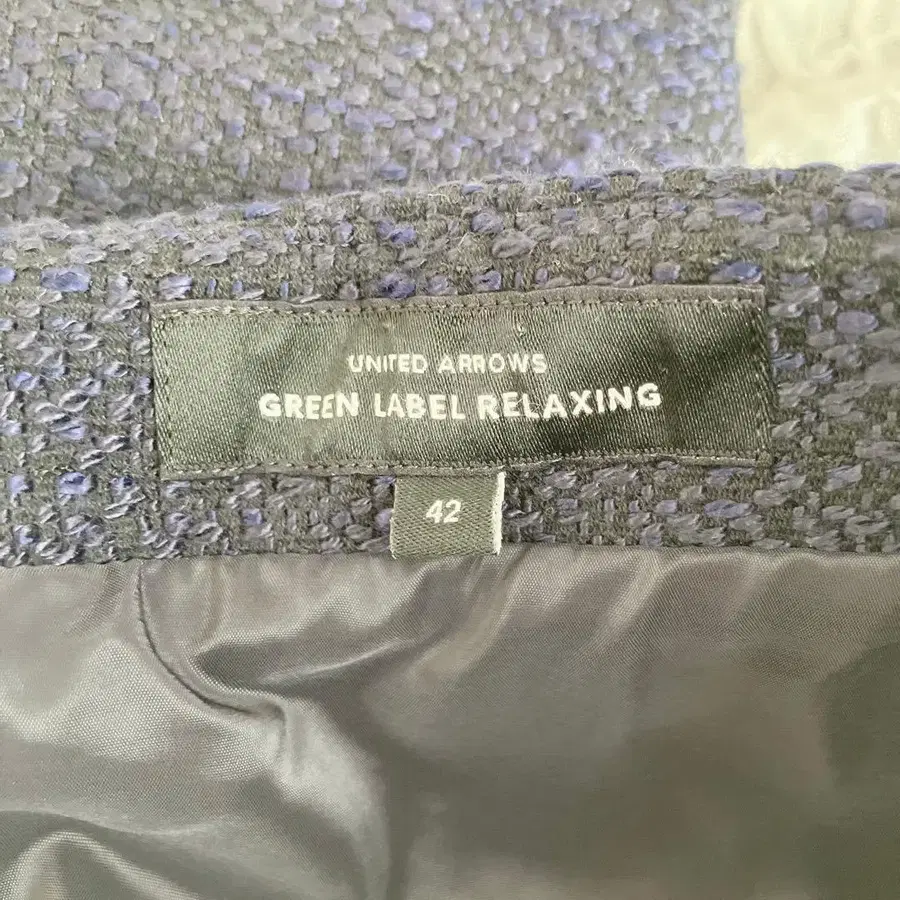 UNITED ARROWS
GREEN LABEL RELAXING
42